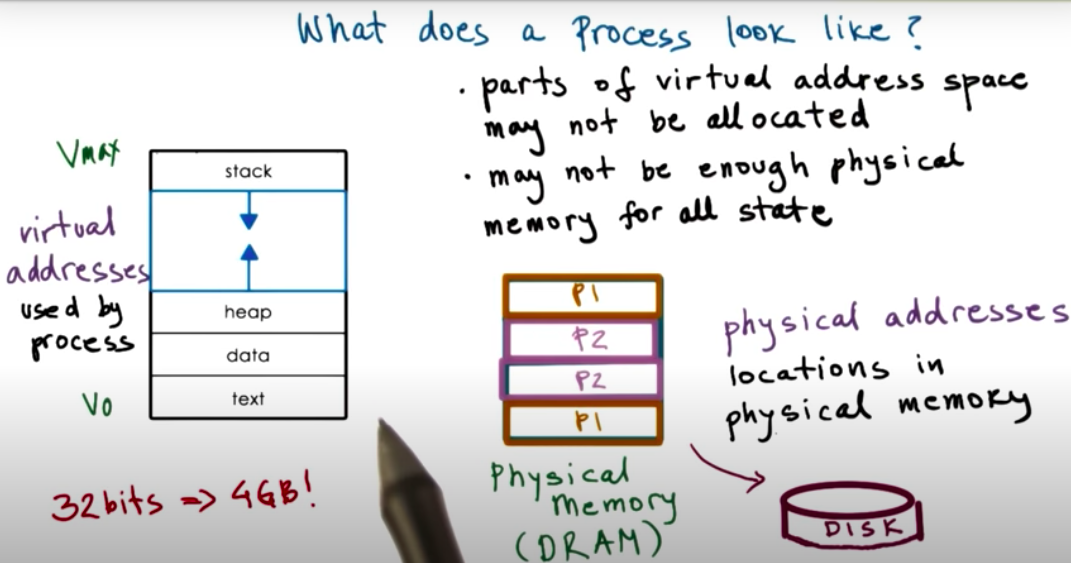 What does a Process look like?
• parts of virtual address space
may not be allocated
• may not be enough physical
memory for all state
Vmax
stack
virtual
addresses
used by
process
heap
data
text
V0
32bits => 4GB!
P1
P2
P2
P1
Physical
Memory
(DRAM)
physical addresses
locations in
physical memory
DISK